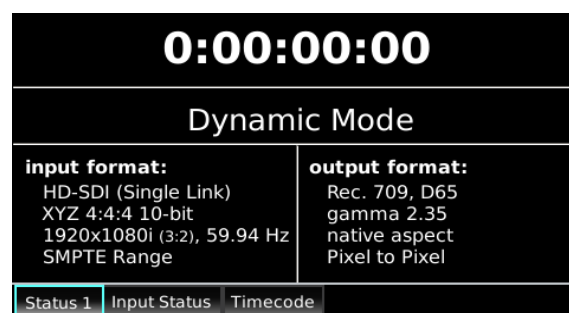 0:00:00:00
Dynamic Mode
input format:
HD-SDI (Single Link)
XYZ 4:4:4 10-bit
1920x1080i (3:2), 59.94 Hz
SMPTE Range
output format:
Rec. 709, D65
gamma 2.35
native aspect
Pixel to Pixel
Status 1 Input Status Timecode